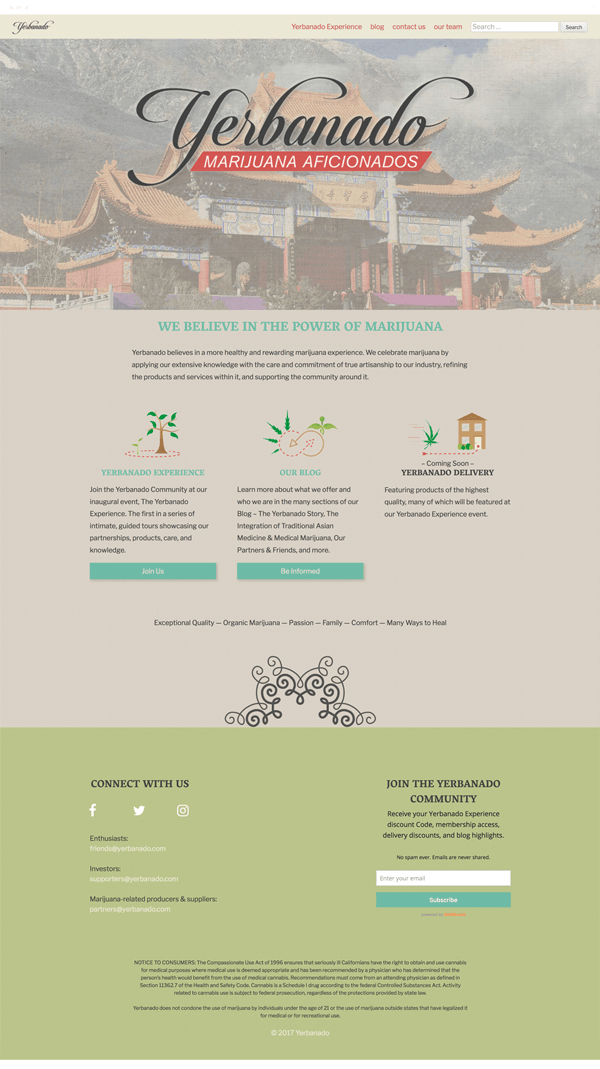 Yerbanado
Yerbanado Experience blog contact us our team Search ... Search
Yerbanado
MARIJUANA AFICIONADOS
WE BELIEVE IN THE POWER OF MARIJUANA
Yerbanado believes in a more healthy and rewarding marijuana experience. We celebrate marijuana by
applying our extensive knowledge with the care and commitment of true artisanship to our industry, refining
the products and services within it, and supporting the community around it.
YERBANADO EXPERIENCE
Join the Yerbanado Community at our
inaugural event, The Yerbanado
Experience. The first in a series of
intimate, guided tours showcasing our
partnerships, products, care, and
knowledge.
Join Us
OUR BLOG
Learn more about what we offer and
who we are in the many sections of our
Blog – The Yerbanado Story, The
Integration of Traditional Asian
Medicine & Medical Marijuana, Our
Partners & Friends, and more.
Be Informed
– Coming Soon –
YERBANADO DELIVERY
Featuring products of the highest
quality, many of which will be featured at
our Yerbanado Experience event.
Exceptional Quality — Organic Marijuana — Passion — Family — Comfort — Many Ways to Heal
CONNECT WITH US
Enthusiasts:
friends@yerbanado.com
Investors:
supporters@yerbanado.com
Marijuana-related producers & suppliers:
partners@yerbanado.com
JOIN THE YERBANADO
COMMUNITY
Receive your Yerbanado Experience
discount Code, membership access,
delivery discounts, and blog highlights.
No spam ever. Emails are never shared.
Enter your email
Subscribe
powered by
NOTICE TO CONSUMERS: The Compassionate Use Act of 1996 ensures that seriously ill Californians have the right to obtain and use cannabis
for medical purposes where medical use is deemed appropriate and has been recommended by a physician who has determined that the
person's health would benefit from the use of medical cannabis. Recommendations must come from an attending physician as defined in
Section 11362.7 of the Health and Safety Code. Cannabis is a Schedule I drug according to the federal Controlled Substances Act. Activity
related to cannabis use is subject to federal prosecution, regardless of the protections provided by state law.
Yerbanado does not condone the use of marijuana by individuals under the age of 21 or the use of marijuana outside states that have legalized it
for medical or for recreational use.
© 2017 Yerbanado